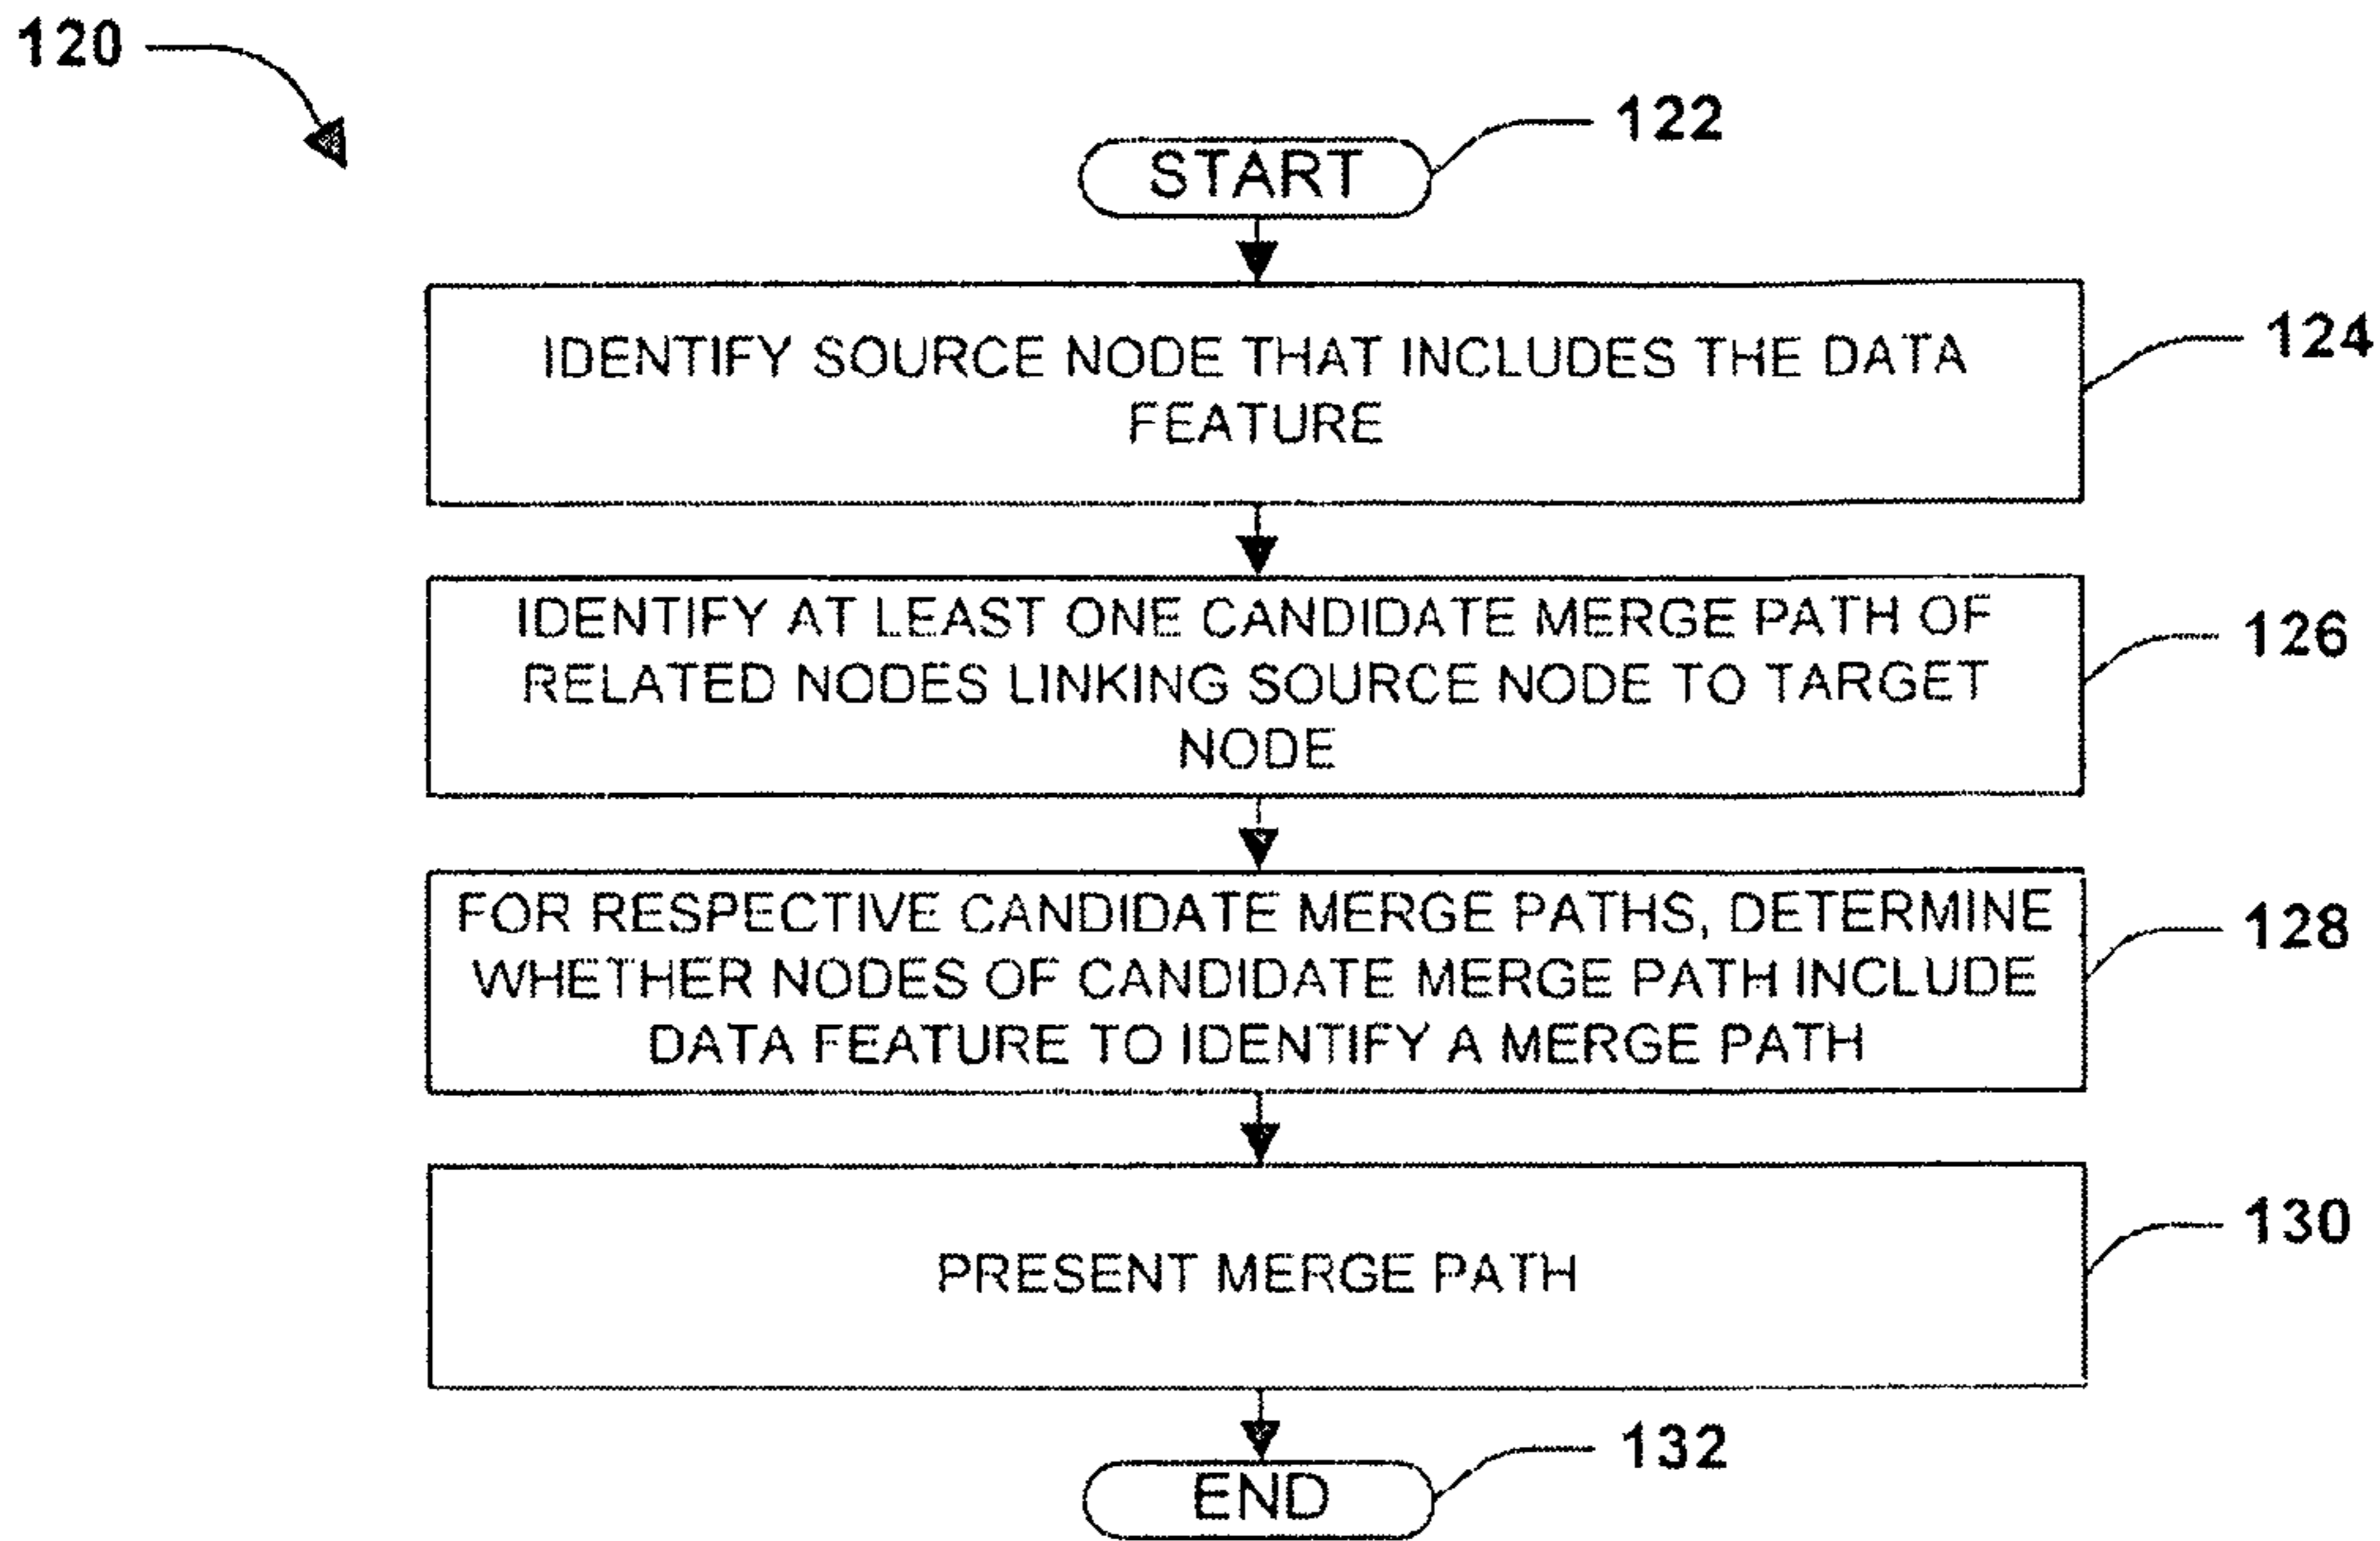 120
122
START
IDENTIFY SOURCE NODE THAT INCLUDES THE DATA
FEATURE
124
IDENTIFY AT LEAST ONE CANDIDATE MERGE PATH OF
RELATED NODES LINKING SOURCE NODE TO TARGET
NODE
126
FOR RESPECTIVE CANDIDATE MERGE PATHS, DETERMINE
WHETHER NODES OF CANDIDATE MERGE PATH INCLUDE
DATA FEATURE TO IDENTIFY A MERGE PATH
128
PRESENT MERGE PATH
130
132
END